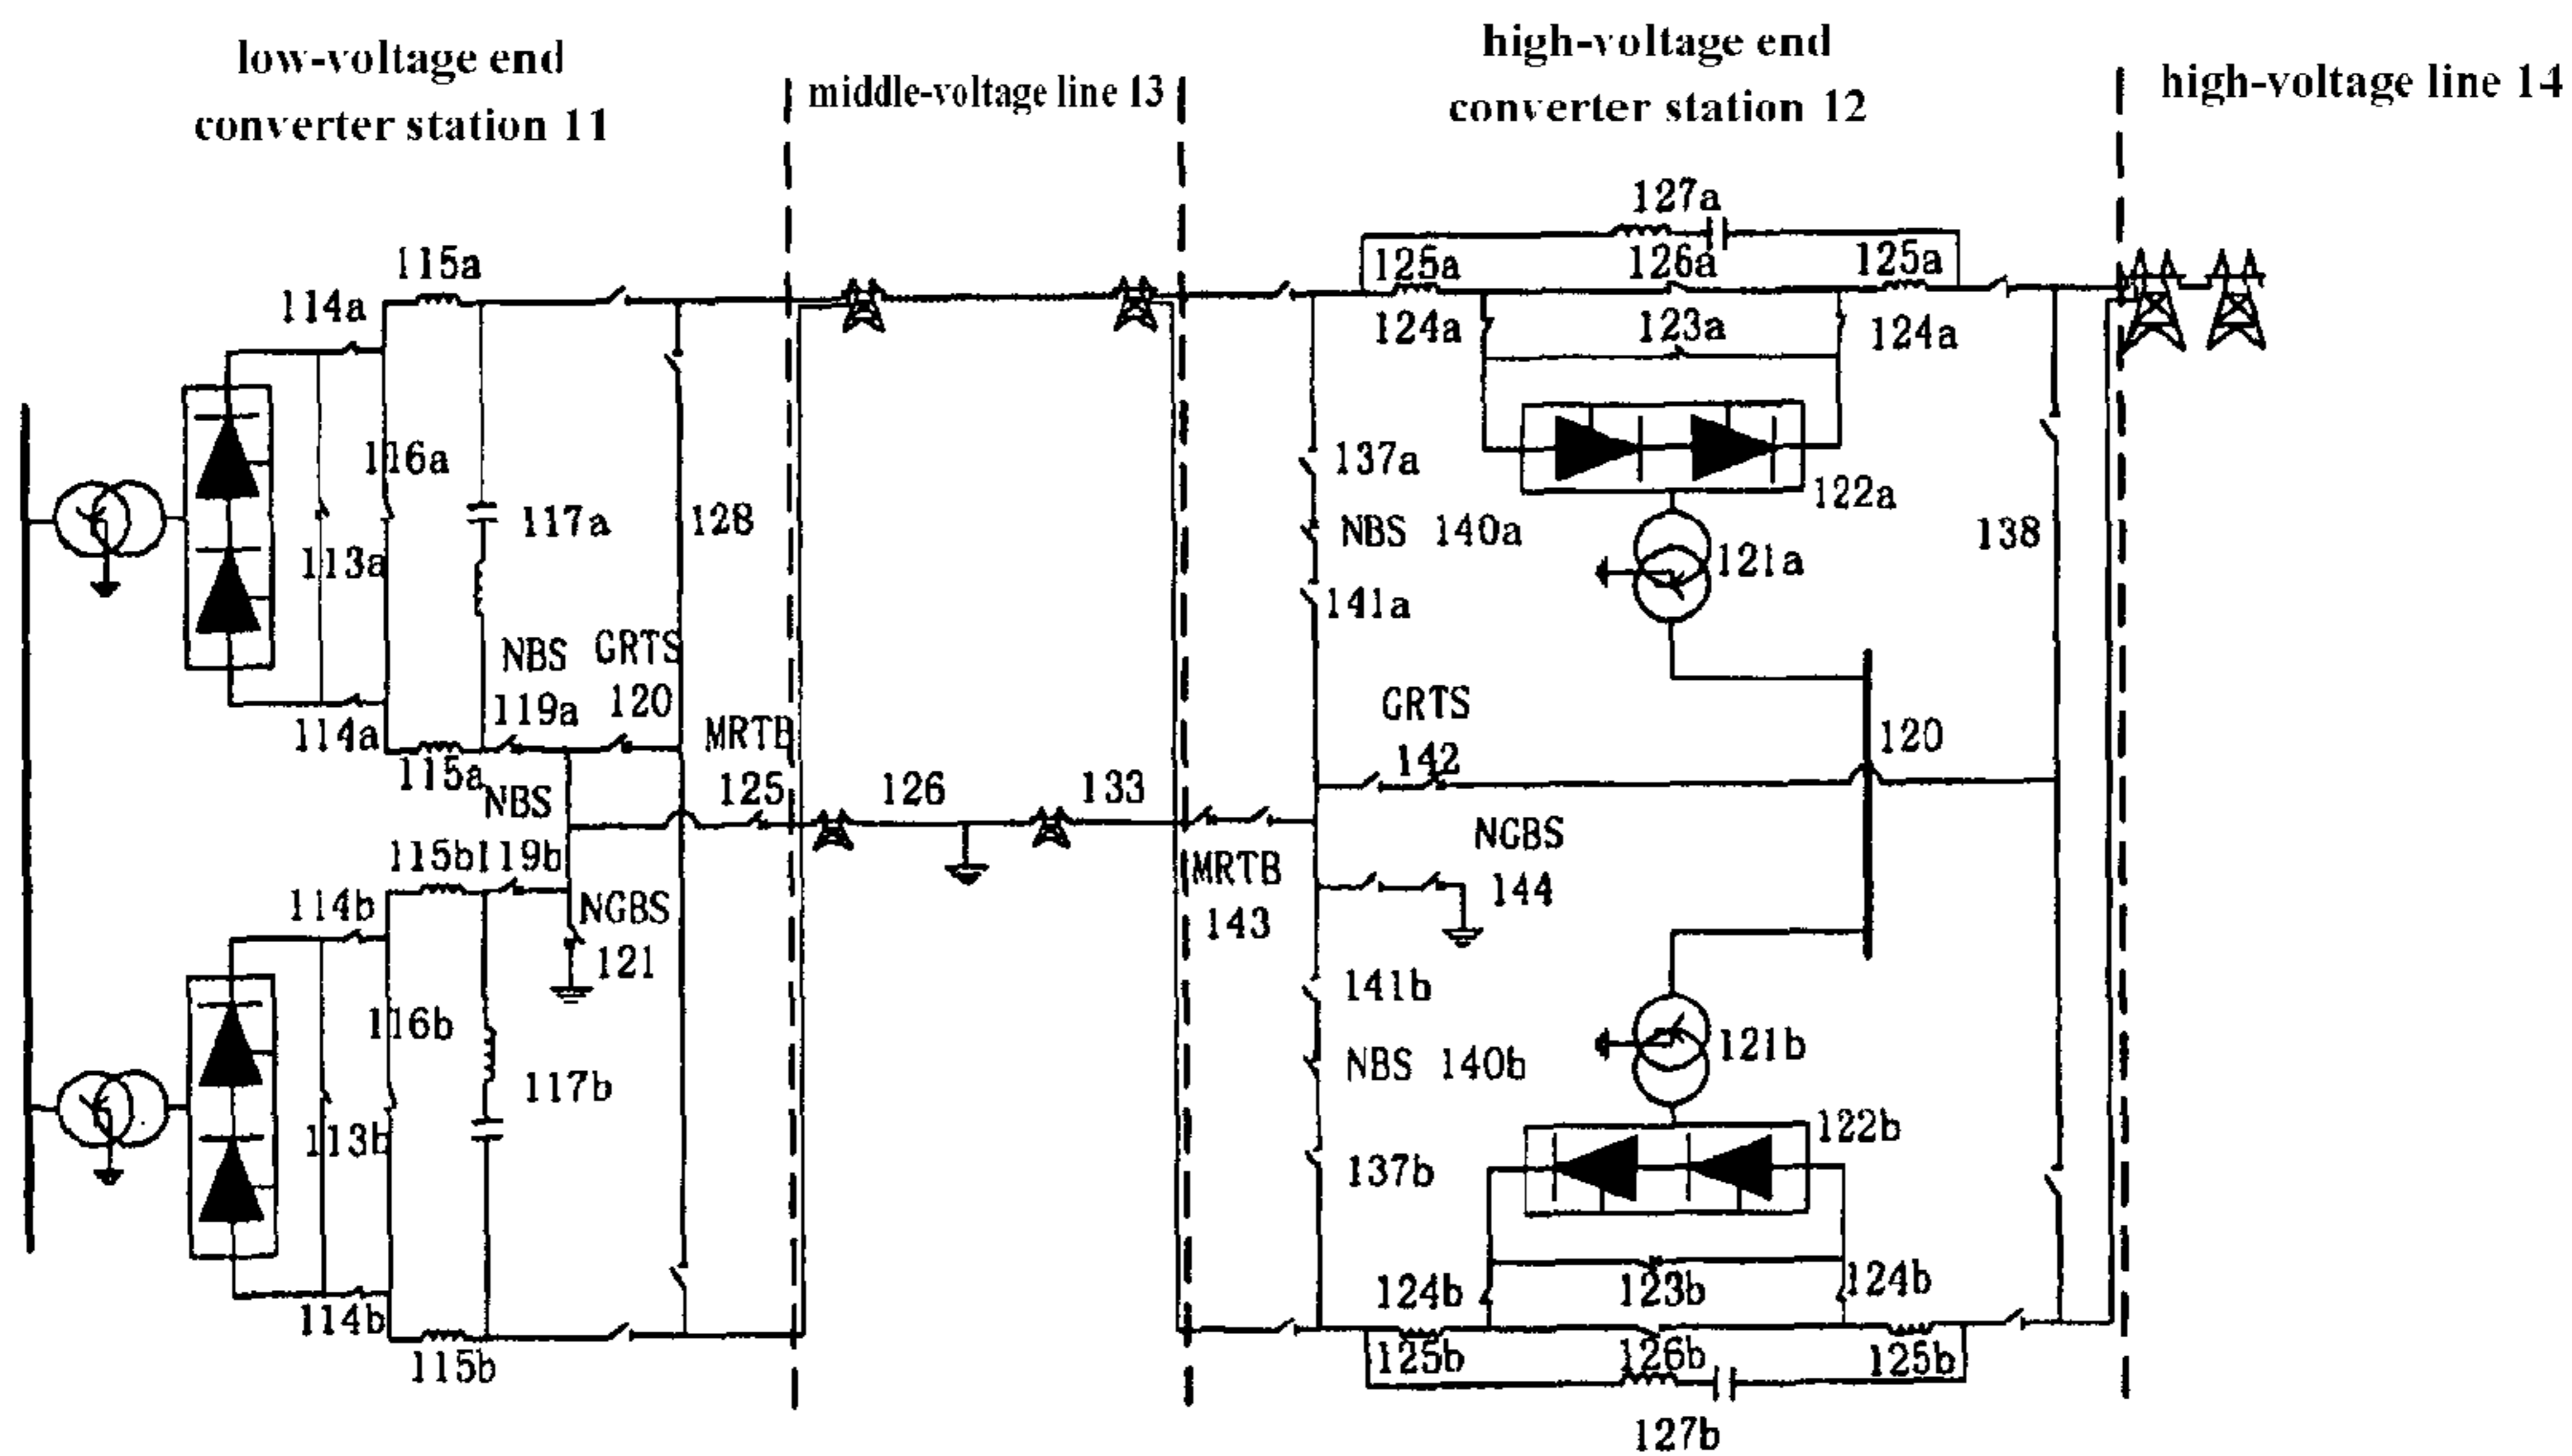 low-voltage end
converter station 11
middle-voltage line 13
high-voltage end
converter station 12
high-voltage line 14
127a
115a
125a
126a
125a
114a
124a
123a
124a
116a
137a
122a
117a
128
NBS 140a
138
113a
121a
141a
NBS
GRTS
119a
120
GRTS
114a
MRTB
142
120
115a
NBS
125
126
133
115b
119b
NGBS
MRTB
144
114b
NGBS
143
121
141b
116b
121b
117b
NBS 140b
113b
122b
137b
124b
123b
124b
114b
115b
125b
126b
125b
127b